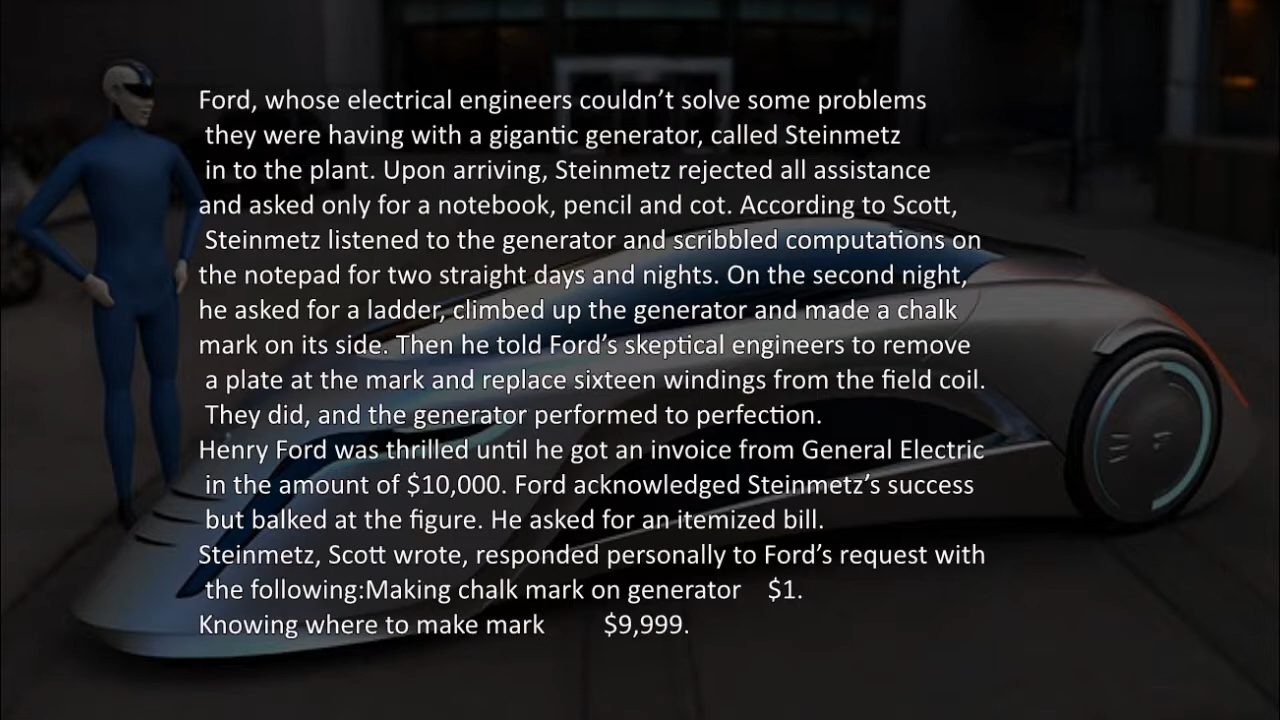 Ford, whose electrical engineers couldn’t solve some problems
they were having with a gigantic generator, called Steinmetz
in to the plant. Upon arriving, Steinmetz rejected all assistance
and asked only for a notebook, pencil and cot. According to Scott,
Steinmetz listened to the generator and scribbled computations on
the notepad for two straight days and nights. On the second night,
he asked for a ladder, climbed up the generator and made a chalk
mark on its side. Then he told Ford’s skeptical engineers to remove
a plate at the mark and replace sixteen windings from the field coil.
They did, and the generator performed to perfection.
Henry Ford was thrilled until he got an invoice from General Electric
in the amount of $10,000. Ford acknowledged Steinmetz’s success
but balked at the figure. He asked for an itemized bill.
Steinmetz, Scott wrote, responded personally to Ford’s request with
the following:Making chalk mark on generator $1.
Knowing where to make mark $9,999.